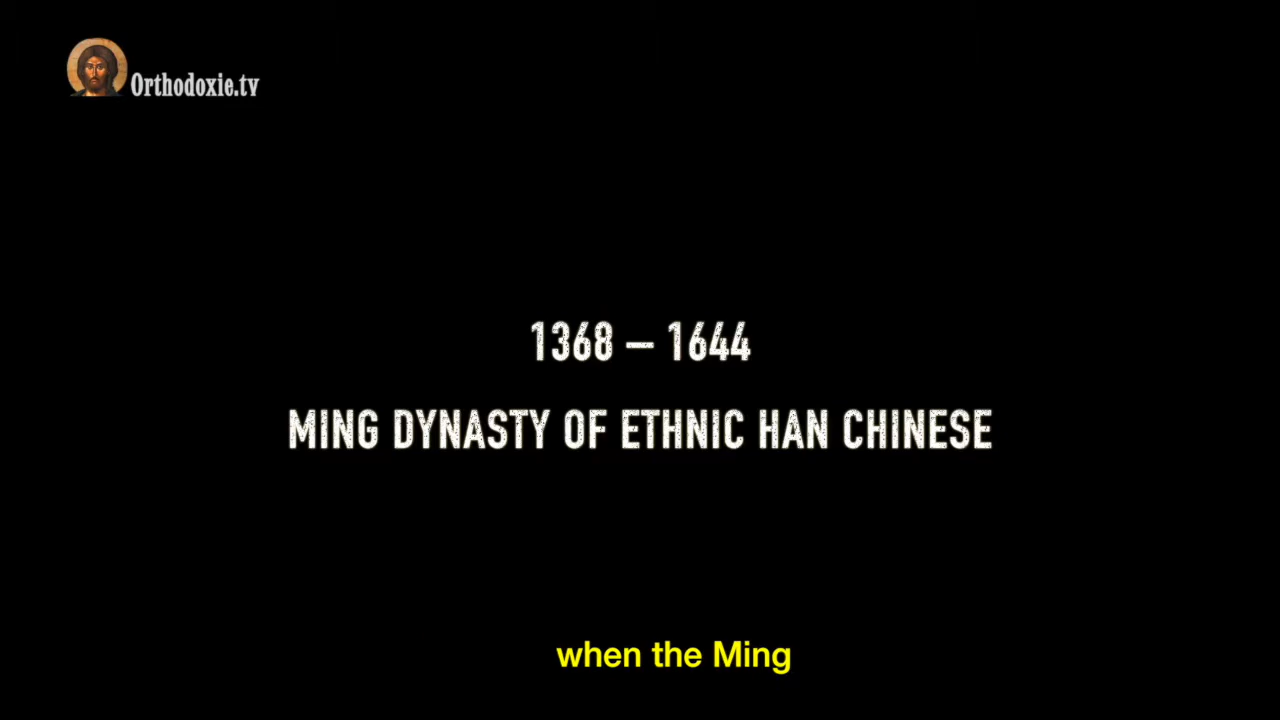 Orthodoxie.tv
1368 – 1644
MING DYNASTY OF ETHNIC HAN CHINESE
when the Ming